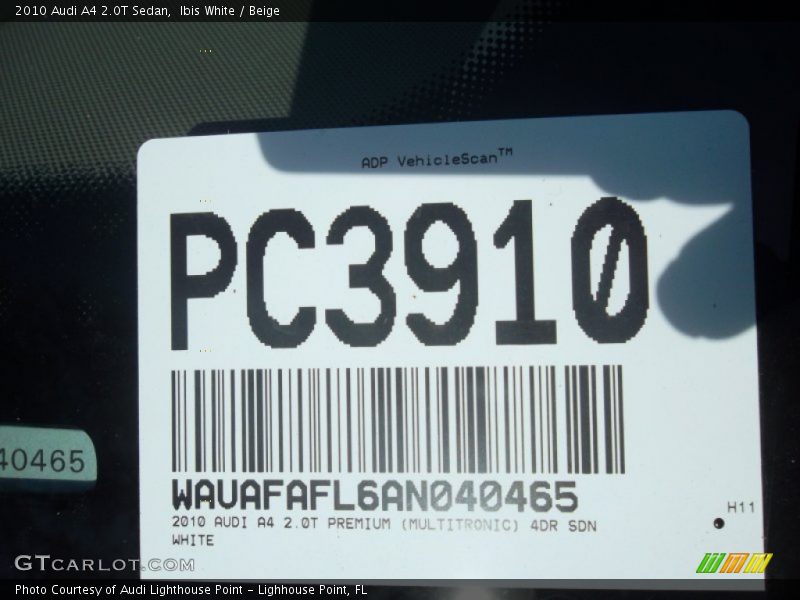 2010 Audi A4 2.0T Sedan,  Ibis White / Beige
ADP VehicleScan™
PC3910
40465
WAUAFAFL6AN040465
2010 AUDI A4 2.0T PREMIUM (MULTITRONIC) 4DR SDN
WHITE
H11
GTCARLOT.COM
Photo Courtesy of Audi Lighthouse Point - Lighhouse Point, FL